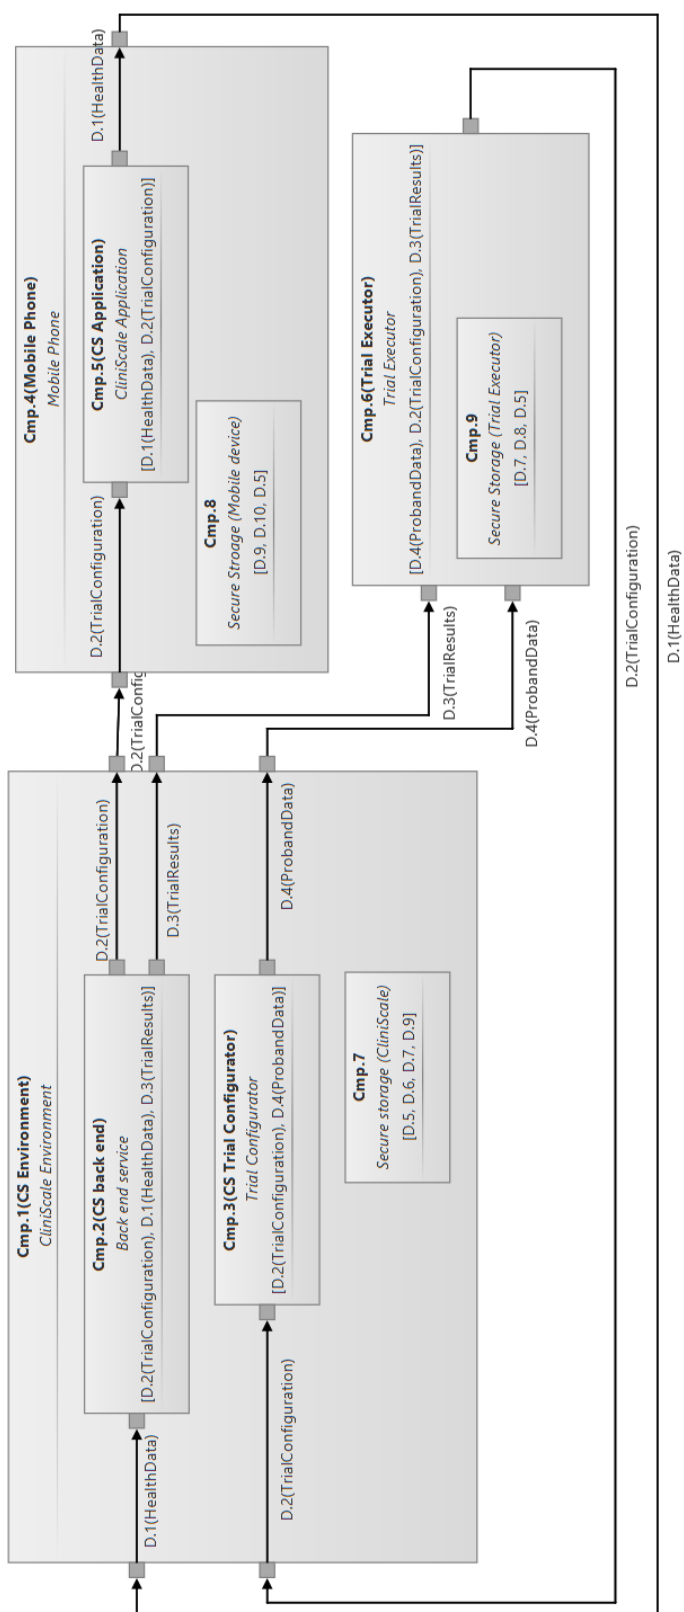 Cmp.1(CS Environment)
CliniScale Environment
D.1(HealthData)
Cmp.2(CS back end)
Back end service
[D.2(TrialConfiguration), D.1(HealthData), D.3(TrialResults)]
D.2(TrialConfiguration)
D.3(TrialResults)
D.2(TrialConfiguration)
Cmp.3(CS Trial Configurator)
Trial Configurator
[D.2(TrialConfiguration), D.4(ProbandData)]
D.4(ProbandData)
Cmp.7
Secure storage (CliniScale)
[D.5, D.6, D.7, D.9]
D.2(TrialConfig
D.3(TrialResults)
D.4(ProbandData)
Cmp.4(Mobile Phone)
Mobile Phone
D.2(TrialConfiguration)
Cmp.5(CS Application)
CliniScale Application
[D.1(HealthData), D.2(TrialConfiguration)]
D.1(HealthData)
Cmp.8
Secure Stroage (Mobile device)
[D.9, D.10, D.5]
Cmp.6(Trial Executor)
Trial Executor
[D.4(ProbandData), D.2(TrialConfiguration), D.3(TrialResults)]
Cmp.9
Secure Storage (Trial Executor)
[D.7, D.8, D.5]
D.2(TrialConfiguration)
D.1(HealthData)